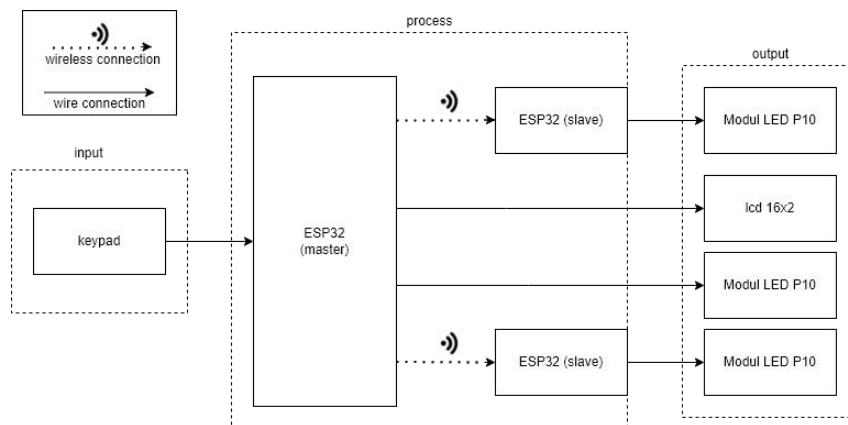 wireless connection
wire connection
process
output
input
keypad
ESP32
(master)
ESP32 (slave)
Modul LED P10
lcd 16x2
Modul LED P10
ESP32 (slave)
Modul LED P10